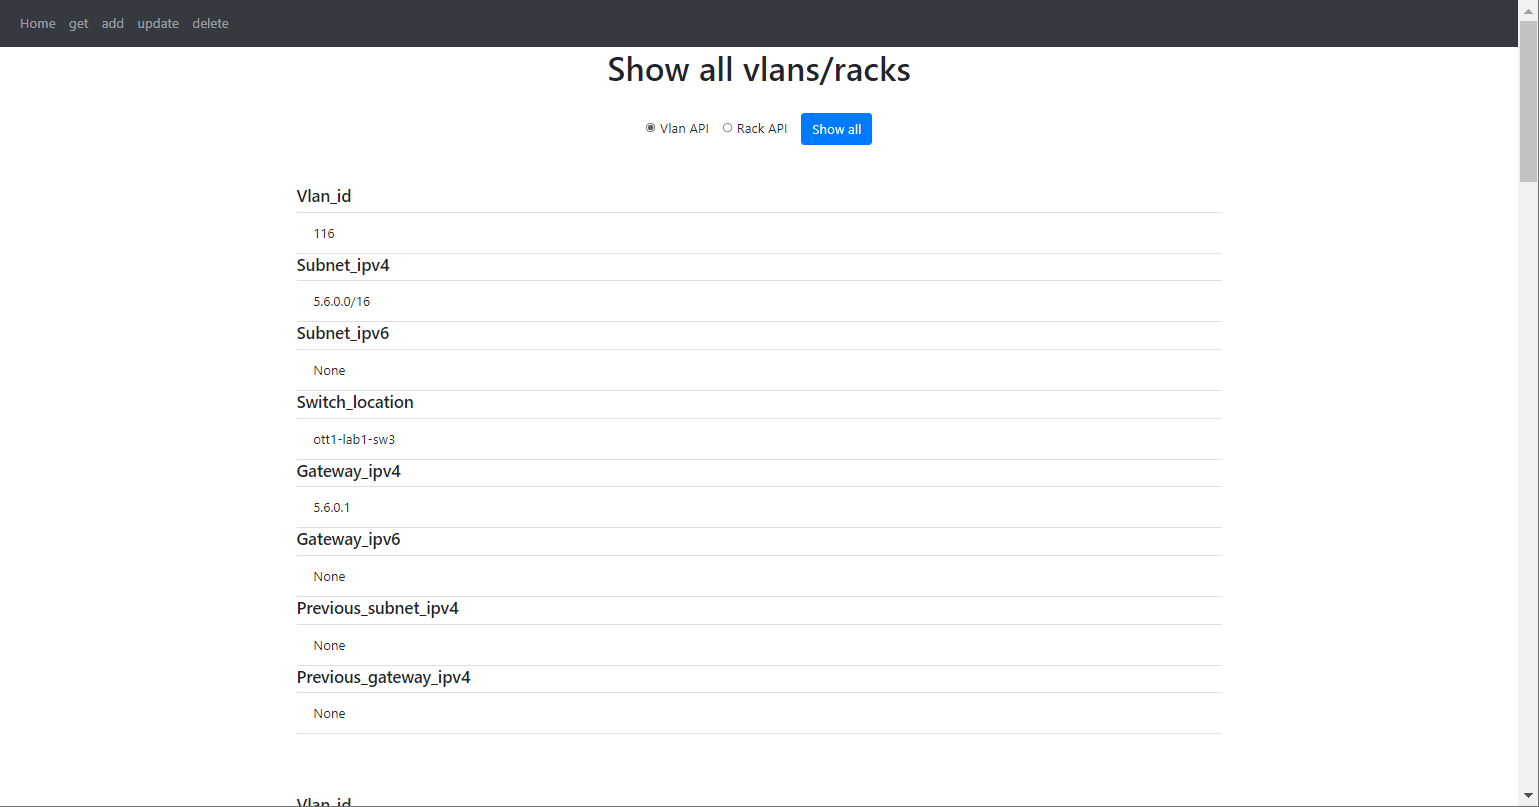 Home get add update delete
Show all vlans/racks
Vlan API Rack API Show all
Vlan_id
116
Subnet_ipv4
5.6.0.0/16
Subnet_ipv6
None
Switch_location
ott1-lab1-sw3
Gateway_ipv4
5.6.0.1
Gateway_ipv6
None
Previous_subnet_ipv4
None
Previous_gateway_ipv4
None
Vlan_id